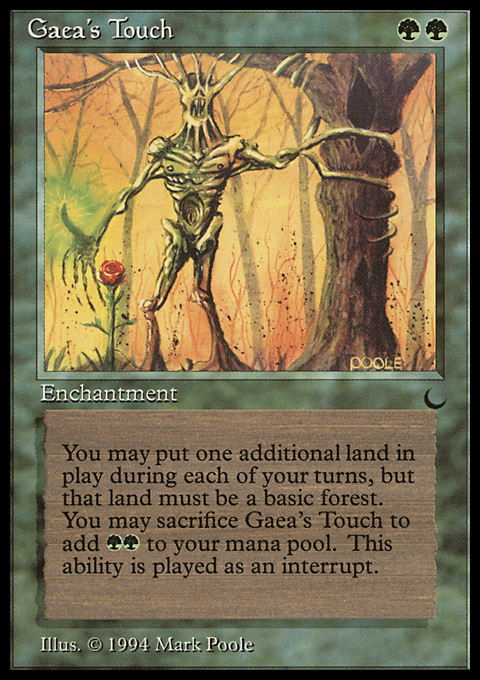 Gaea's Touch
POOLE
Enchantment
You may put one additional land in
play during each of your turns, but
that land must be a basic forest.
You may sacrifice Gaea's Touch to
add to your mana pool. This
ability is played as an interrupt.
Illus. © 1994 Mark Poole